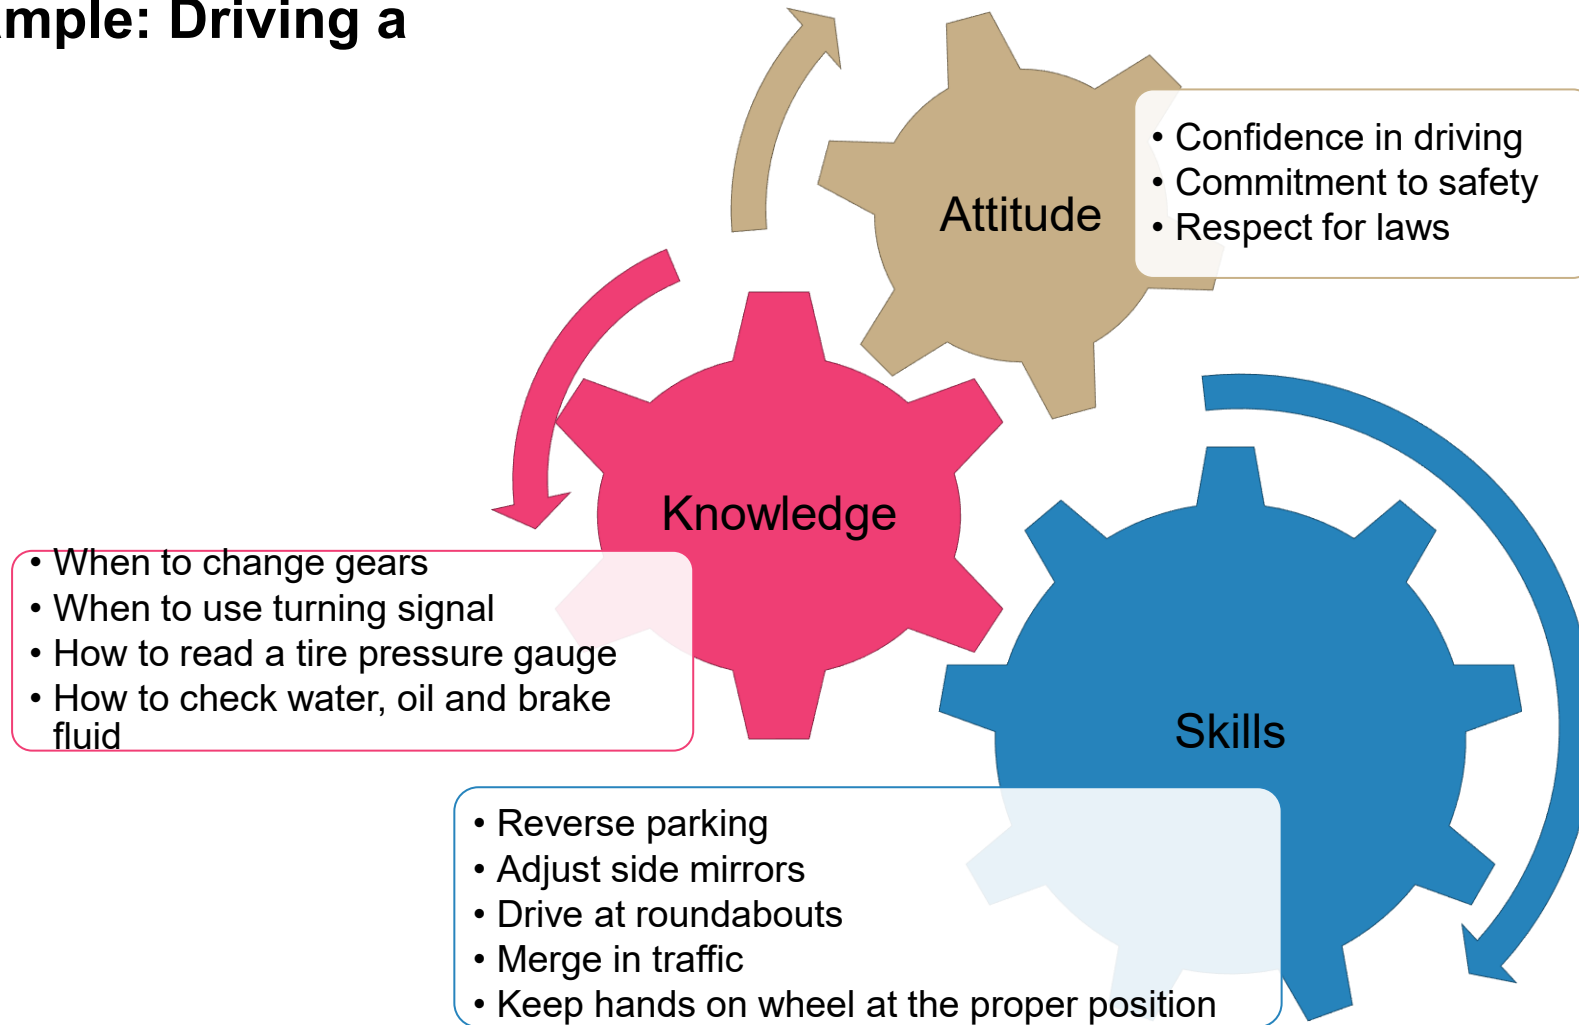 mple: Driving a
Attitude
• Confidence in driving
• Commitment to safety
• Respect for laws
Knowledge
• When to change gears
• When to use turning signal
• How to read a tire pressure gauge
• How to check water, oil and brake
fluid
Skills
• Reverse parking
• Adjust side mirrors
• Drive at roundabouts
• Merge in traffic
• Keep hands on wheel at the proper position